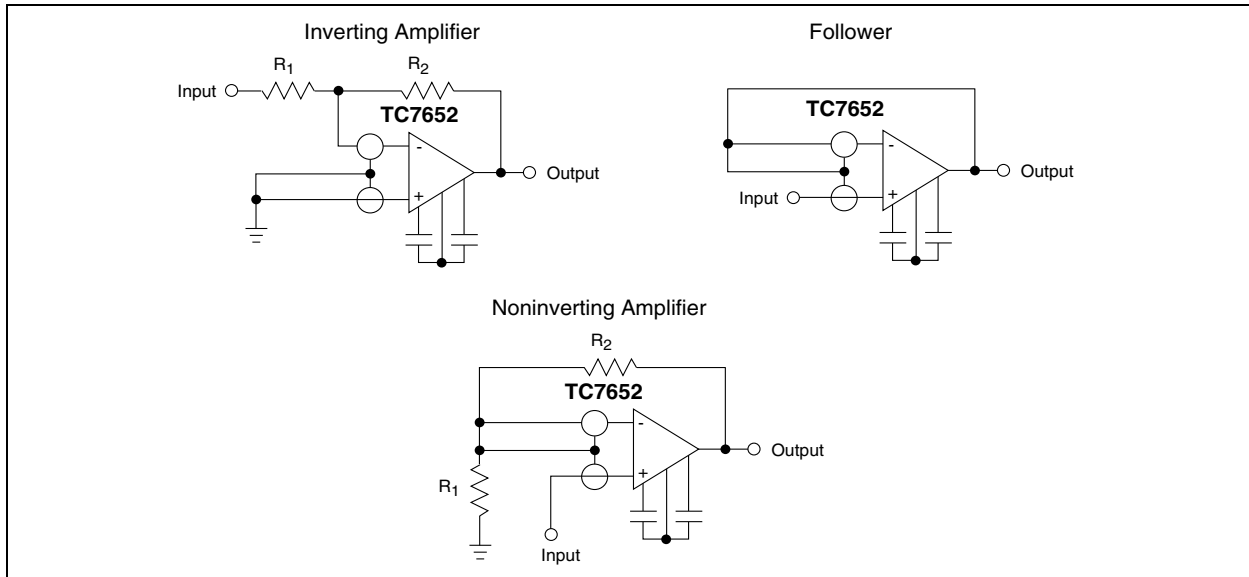 Inverting Amplifier
R1
R2
Input
TC7652
-
+
Output
Follower
TC7652
-
+
Input
Output
Noninverting Amplifier
R2
TC7652
-
+
Output
R1
Input